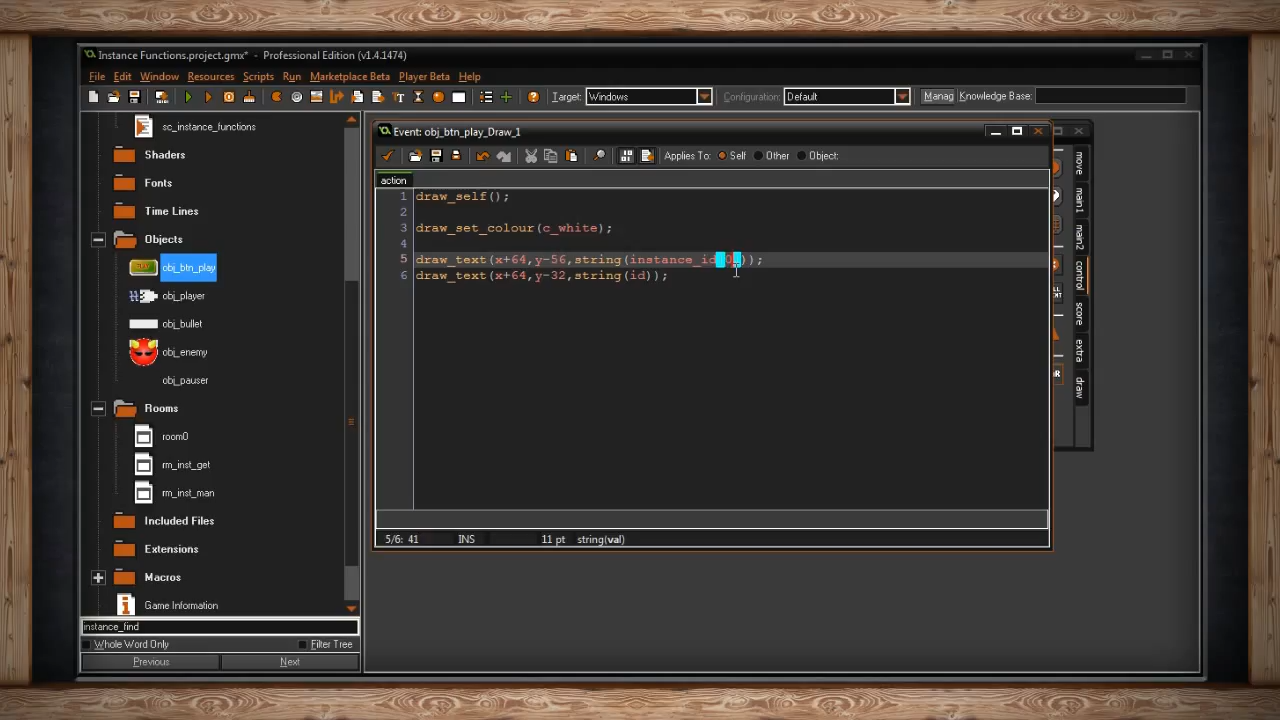 Instance Functions.project.gmx* - Professional Edition (v1.4.1474)
File Edit Window Resources Scripts Run Marketplace Beta Player Beta Help
Target: Windows Configuration: Default Manag Knowledge Base:
sc_instance_functions
Shaders
Fonts
Time Lines
Objects
obj_btn_play
obj_player
obj_bullet
obj_enemy
obj_pauser
Rooms
room0
rm_inst_get
rm_inst_man
Included Files
Extensions
Macros
Game Information
instance_find
Whole Word Only Filter Tree
Previous Next
Event: obj_btn_play_Draw_1
Applies To: Self Other Object:
action
1 draw_self();
2
3 draw_set_colour(c_white);
4
5 draw_text(x+64,y-56,string(instance_id[0]));
6 draw_text(x+64,y-32,string(id));
5/6: 41 INS 11 pt string(val)
move
main1
main2
control
score
extra
draw